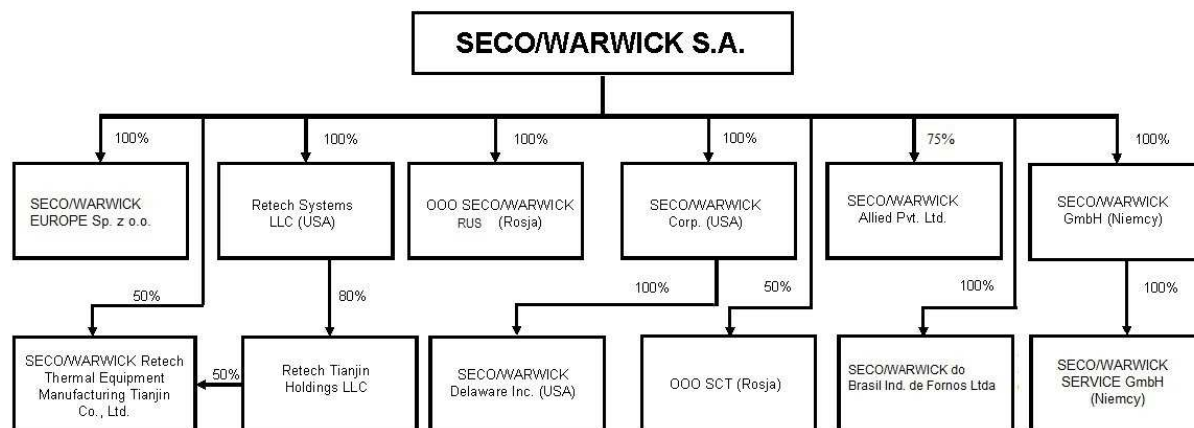 SECO/WARWICK S.A.
100%
100%
100%
100%
75%
100%
SECO/WARWICK
EUROPE Sp. z o.o.
Retech Systems
LLC (USA)
OOO SECO/WARWICK
RUS (Rosja)
SECO/WARWICK
Corp. (USA)
SECO/WARWICK
Allied Pvt. Ltd.
SECO/WARWICK
GmbH (Niemcy)
50%
80%
100%
50%
100%
100%
SECO/WARWICK Retech
Thermal Equipment
Manufacturing Tianjin
Co., Ltd.
50%
Retech Tianjin
Holdings LLC
SECO/WARWICK
Delaware Inc. (USA)
OOO SCT (Rosja)
SECO/WARWICK do
Brasil Ind. de Fornos Ltda
SECO/WARWICK
SERVICE GmbH
(Niemcy)